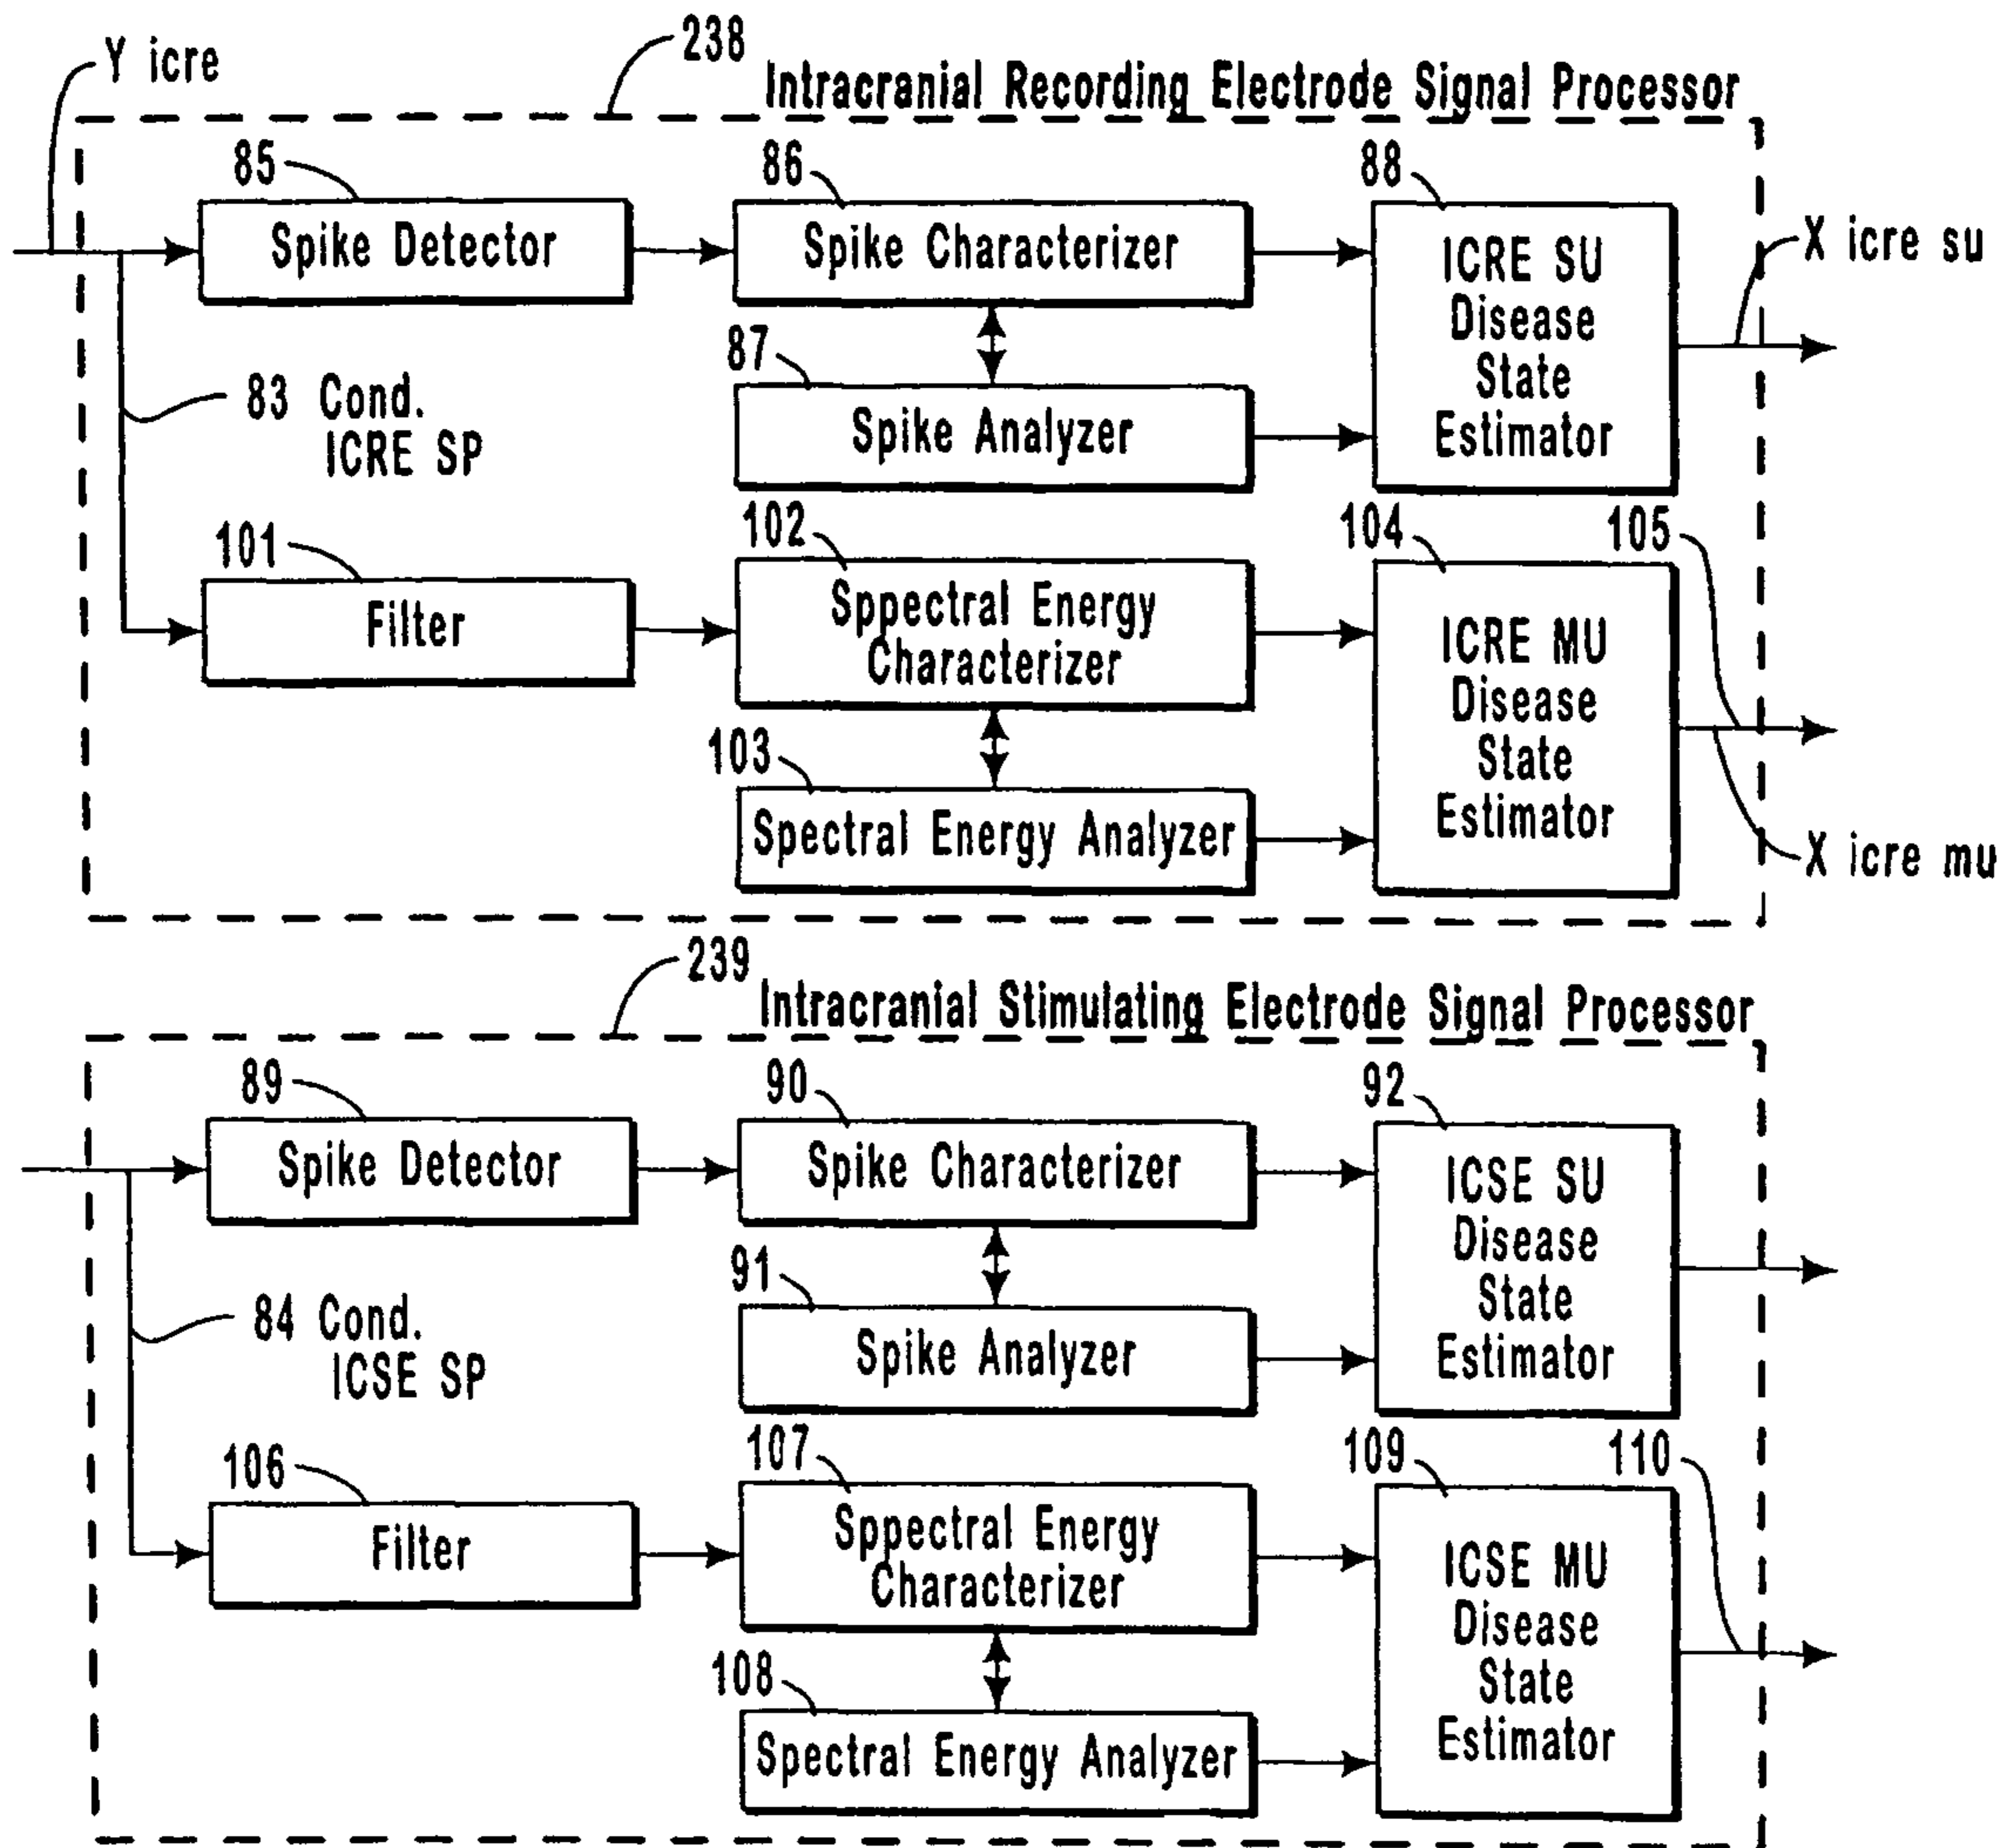 238
Y icre
Intracranial Recording Electrode Signal Processor
85
86
88
Spike Detector
Spike Characterizer
ICRE SU
Disease
State
Estimator
X icre su
87
Spike Analyzer
83 Cond.
ICRE SP
101
102
104
105
Filter
Sppectral Energy
Characterizer
ICRE MU
Disease
State
Estimator
103
Spectral Energy Analyzer
X icre mu
239
Intracranial Stimulating Electrode Signal Processor
89
90
92
Spike Detector
Spike Characterizer
ICSE SU
Disease
State
Estimator
91
Spike Analyzer
84 Cond.
ICSE SP
106
107
109
110
Filter
Sppectral Energy
Characterizer
ICSE MU
Disease
State
Estimator
108
Spectral Energy Analyzer